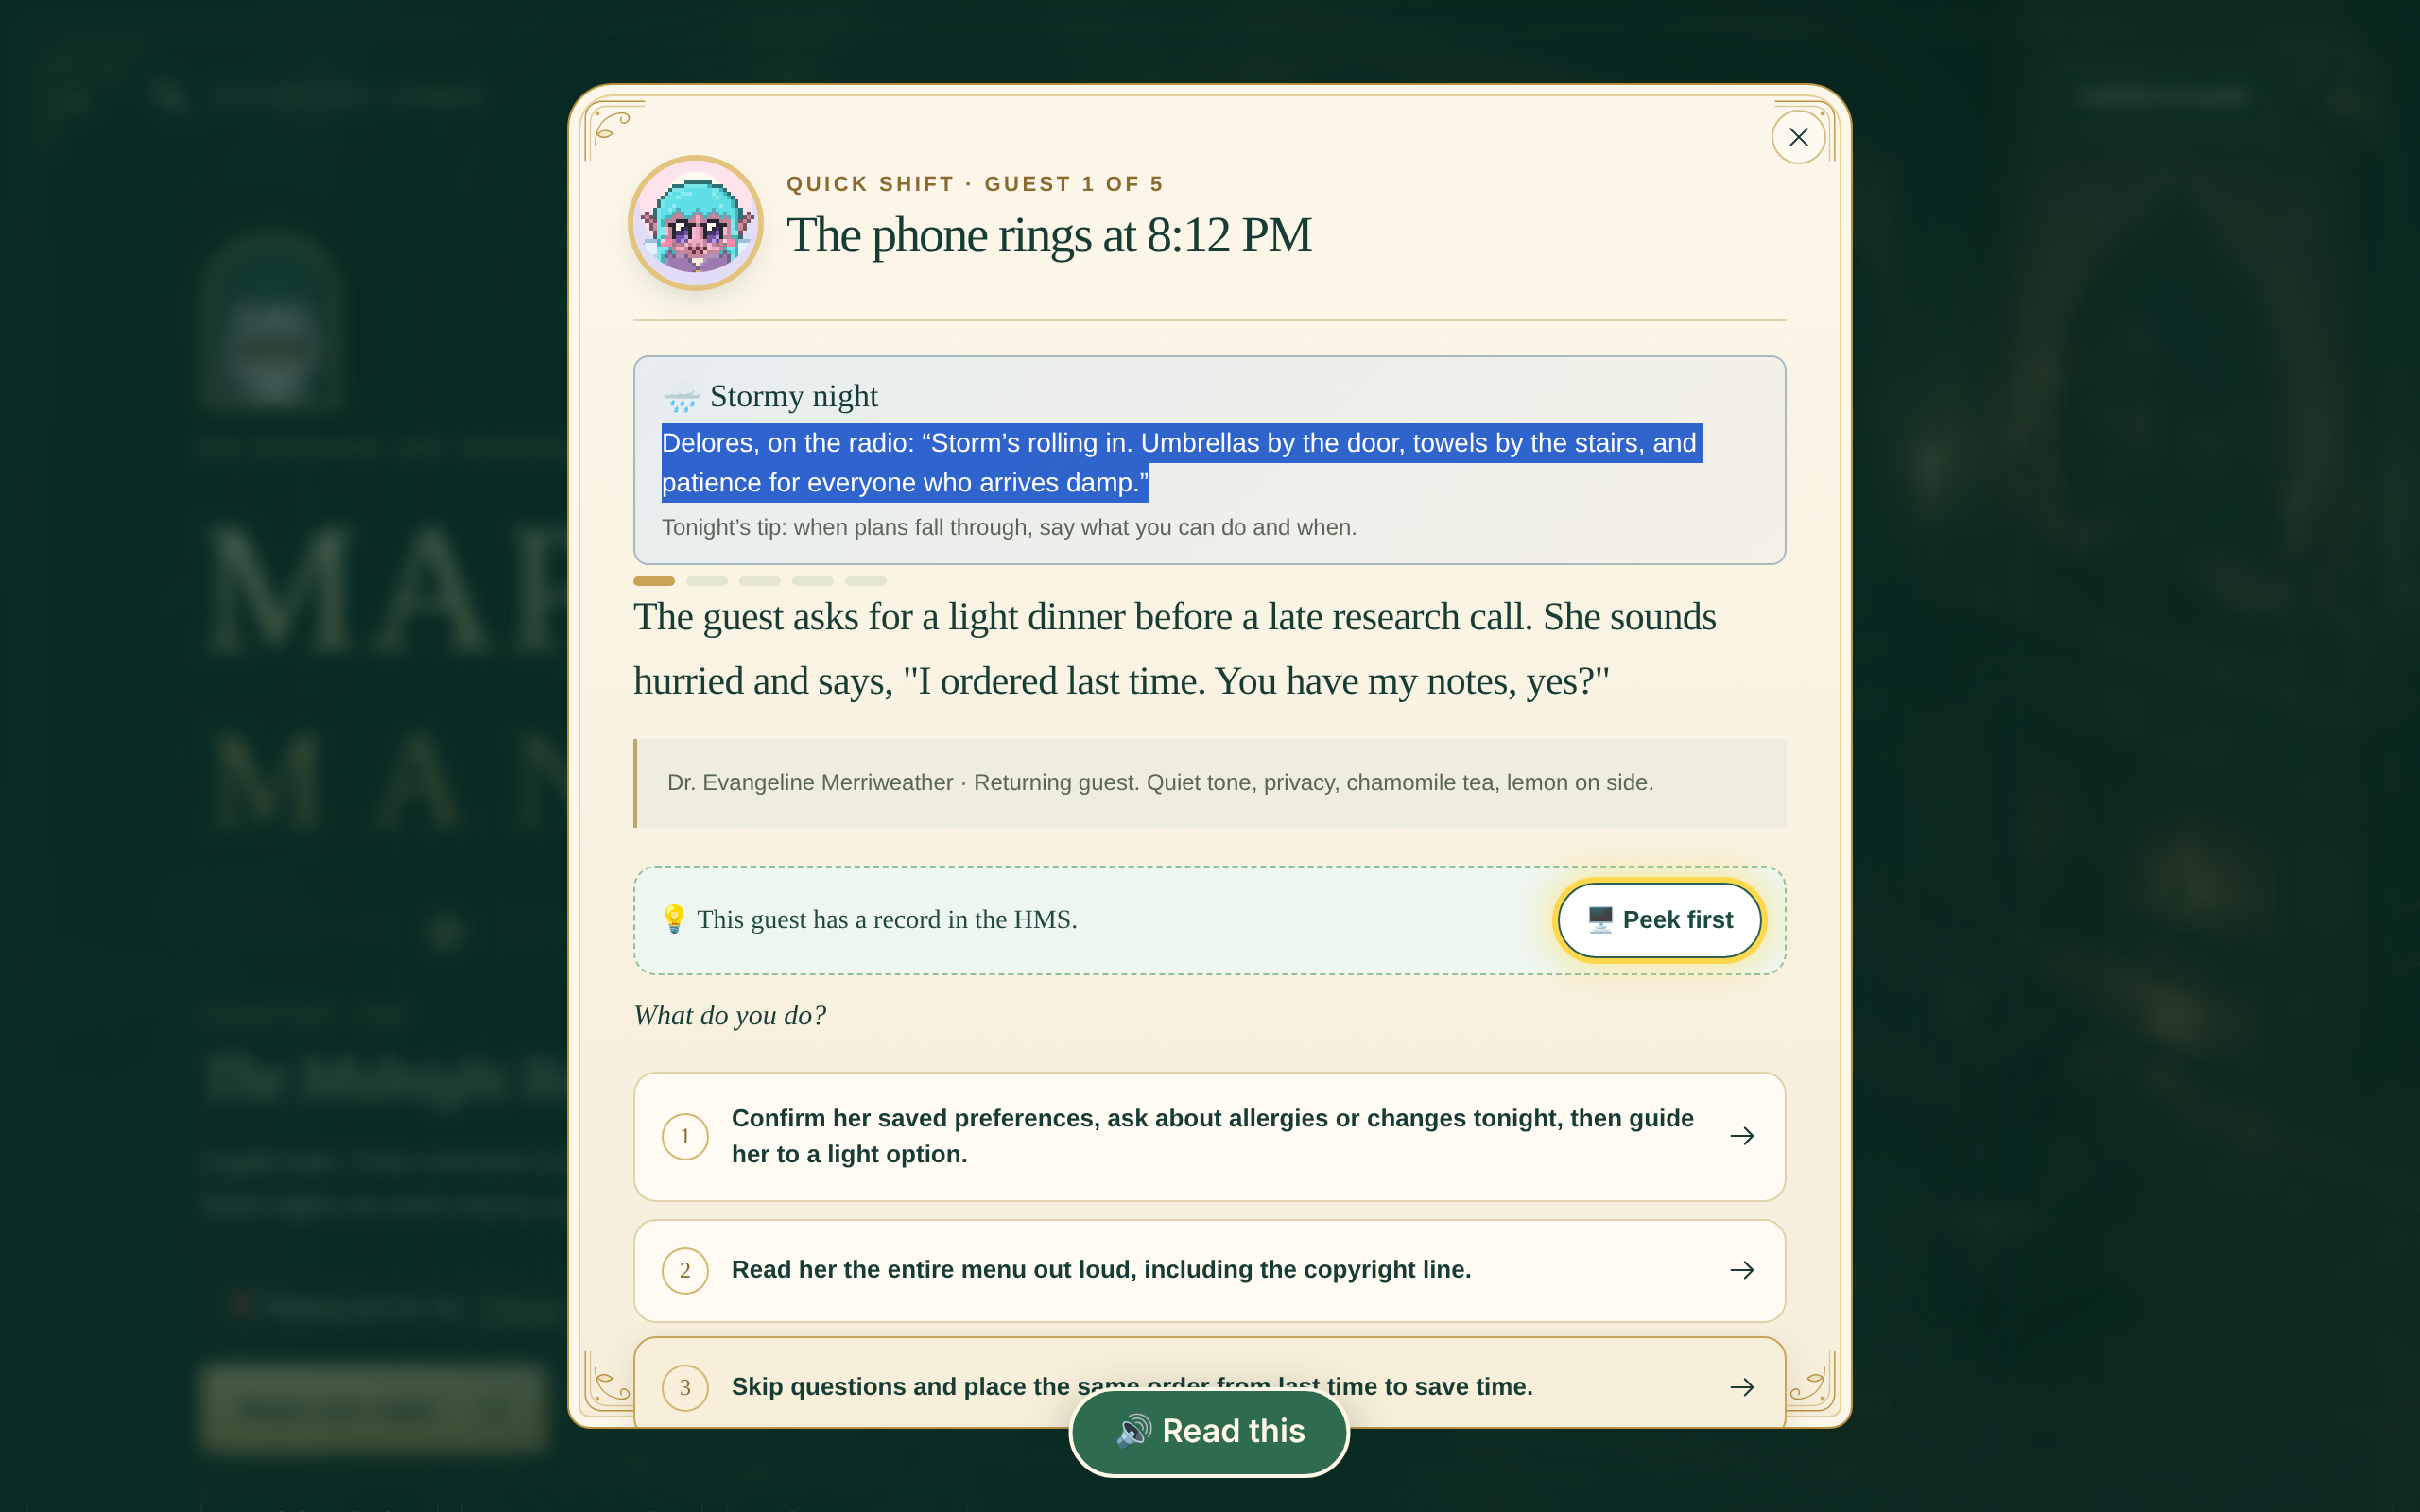 QUICK SHIFT · GUEST 1 OF 5
The phone rings at 8:12 PM
🌧️ Stormy night
Delores, on the radio: “Storm’s rolling in. Umbrellas by the door, towels by the stairs, and
patience for everyone who arrives damp.”
Tonight’s tip: when plans fall through, say what you can do and when.
The guest asks for a light dinner before a late research call. She sounds
hurried and says, "I ordered last time. You have my notes, yes?"
Dr. Evangeline Merriweather · Returning guest. Quiet tone, privacy, chamomile tea, lemon on side.
💡 This guest has a record in the HMS.
🖥️ Peek first
What do you do?
1 Confirm her saved preferences, ask about allergies or changes tonight, then guide
her to a light option.
2 Read her the entire menu out loud, including the copyright line.
3 Skip questions and place the same order from last time to save time.
🔊 Read this
MAR
MAN
The Midnight